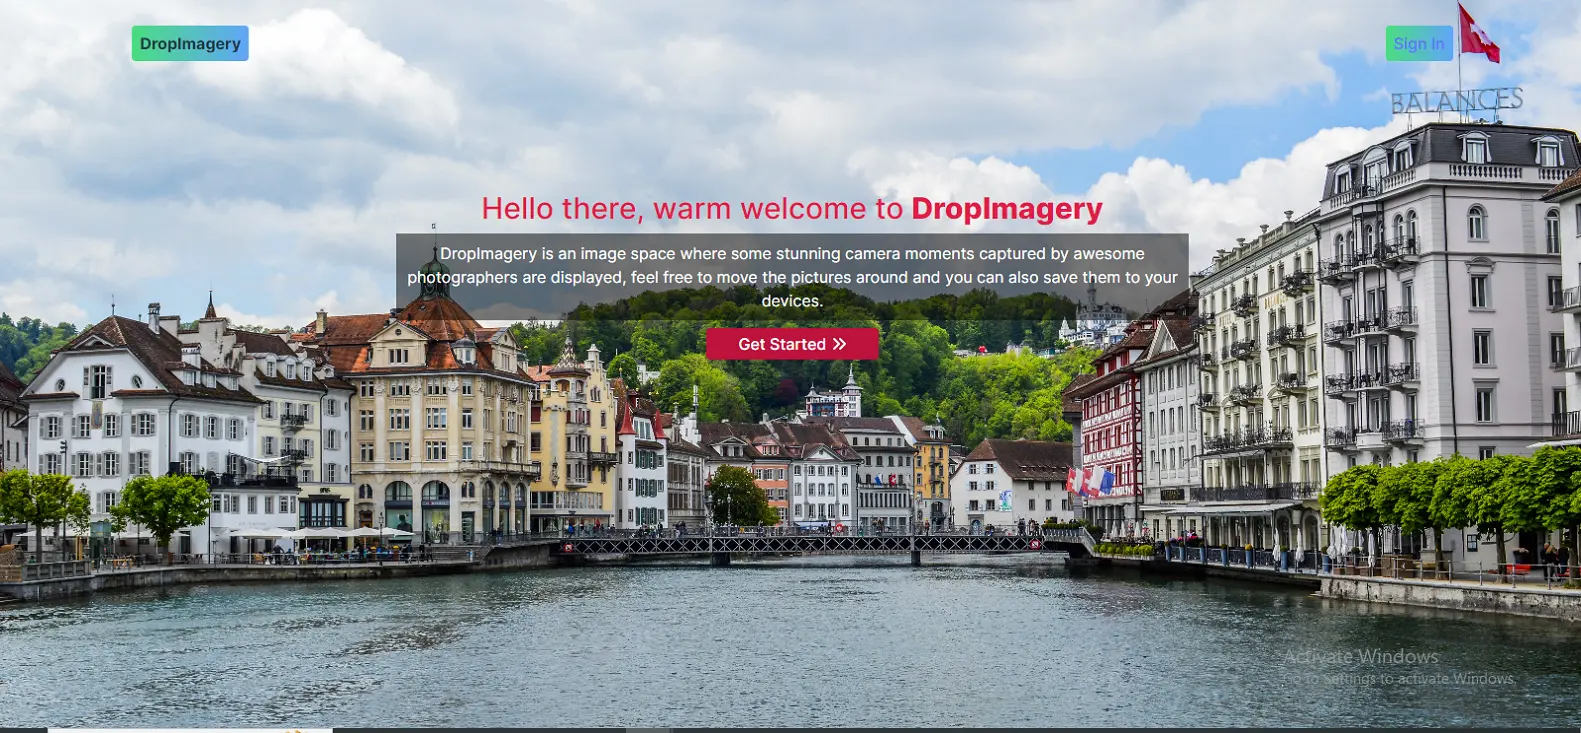 DropImagery
Sign In
BALANCES
Hello there, warm welcome to DropImagery
DropImagery is an image space where some stunning camera moments captured by awesome
photographers are displayed, feel free to move the pictures around and you can also save them to your
devices.
Get Started
Activate Windows
Go to Settings to activate Windows.